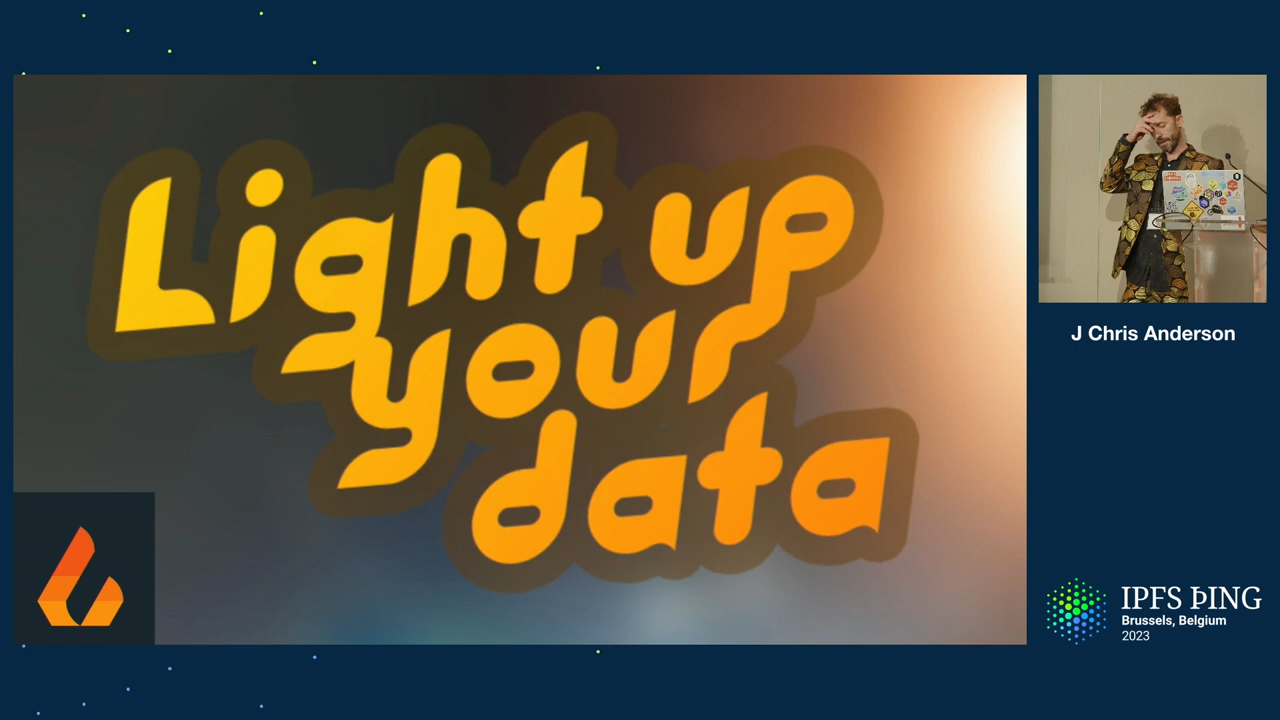 Light up
your
data
J Chris Anderson
IPFS ÞING
Brussels, Belgium
2023